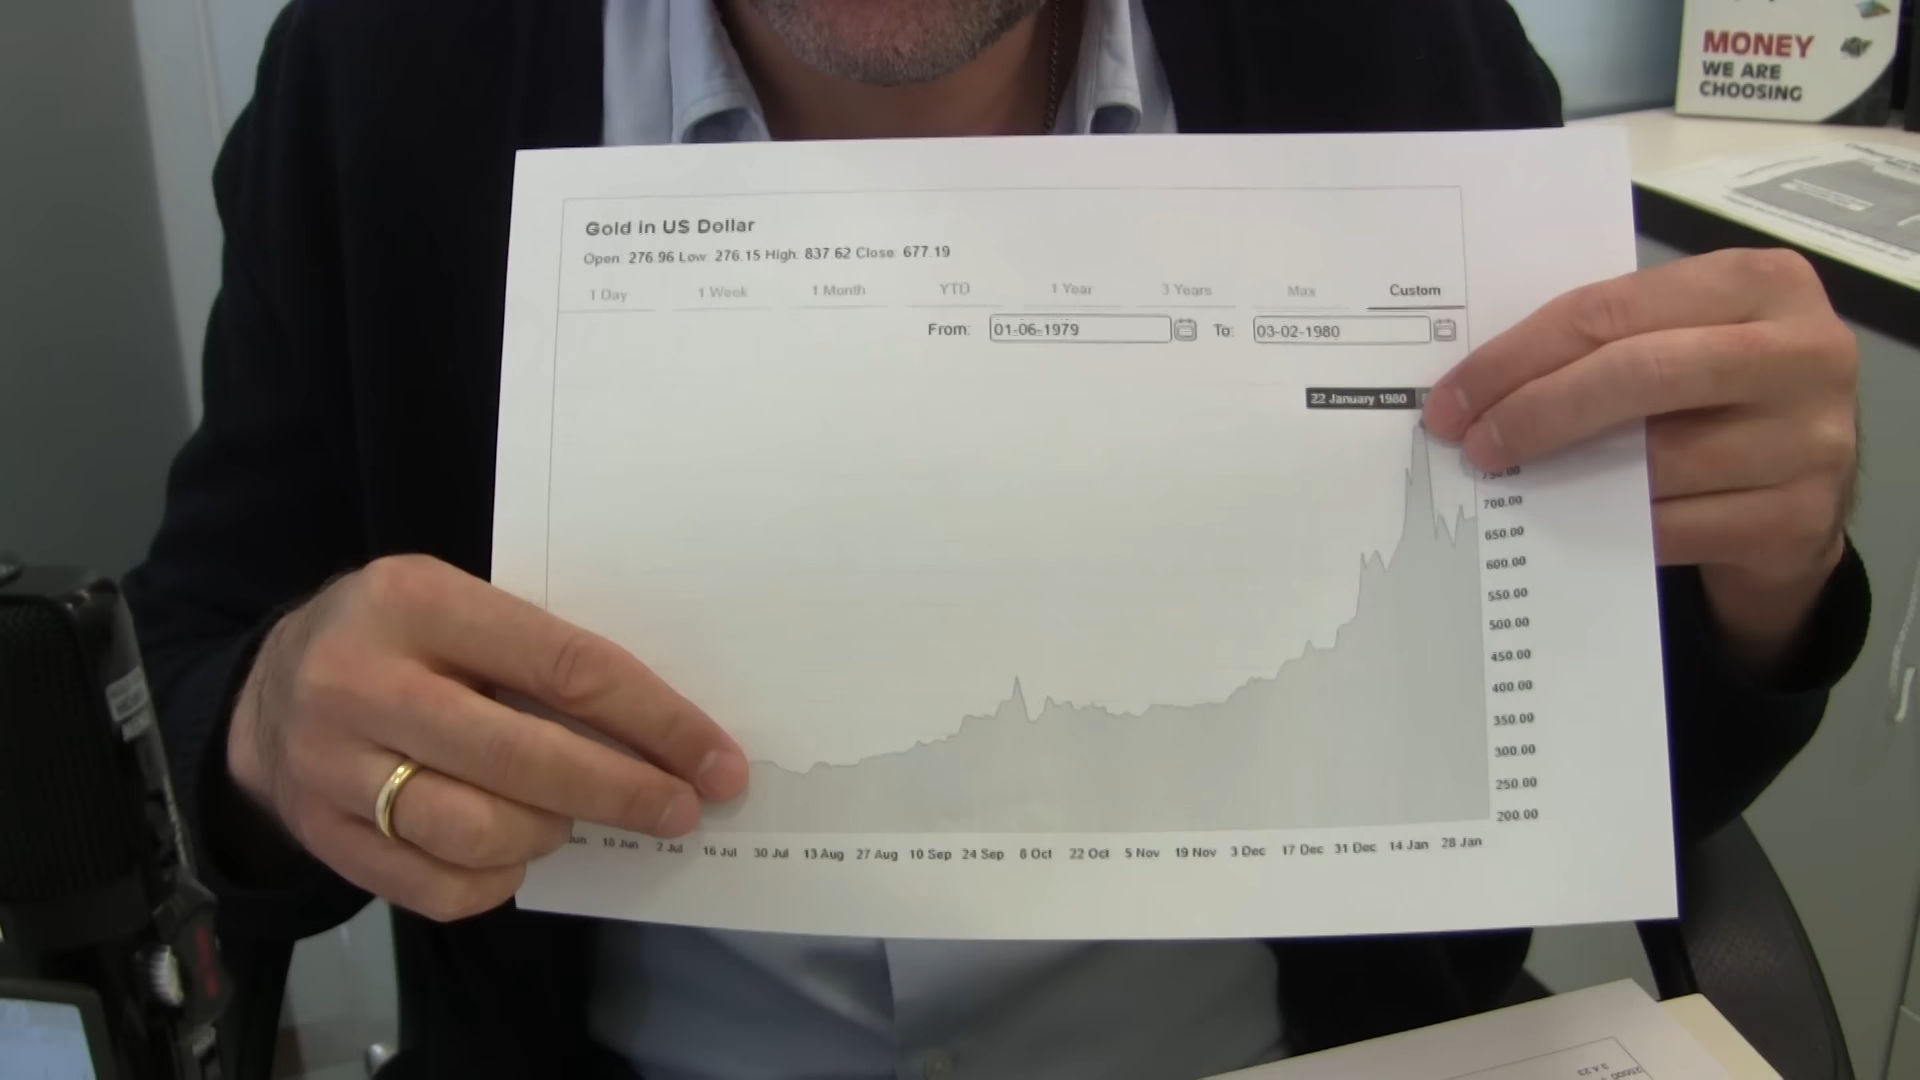 MONEY
WE ARE
CHOOSING
Gold in US Dollar
Open: 276.96 Low: 276.15 High: 837.62 Close: 677.19
1 Day 1 Week 1 Month YTD 1 Year 3 Years Max Custom
From: 01-06-1979 To: 03-02-1980
22 January 1980
750.00
700.00
650.00
600.00
550.00
500.00
450.00
400.00
350.00
300.00
250.00
200.00
18 Jun 2 Jul 16 Jul 30 Jul 13 Aug 27 Aug 10 Sep 24 Sep 8 Oct 22 Oct 5 Nov 19 Nov 3 Dec 17 Dec 31 Dec 14 Jan 28 Jan